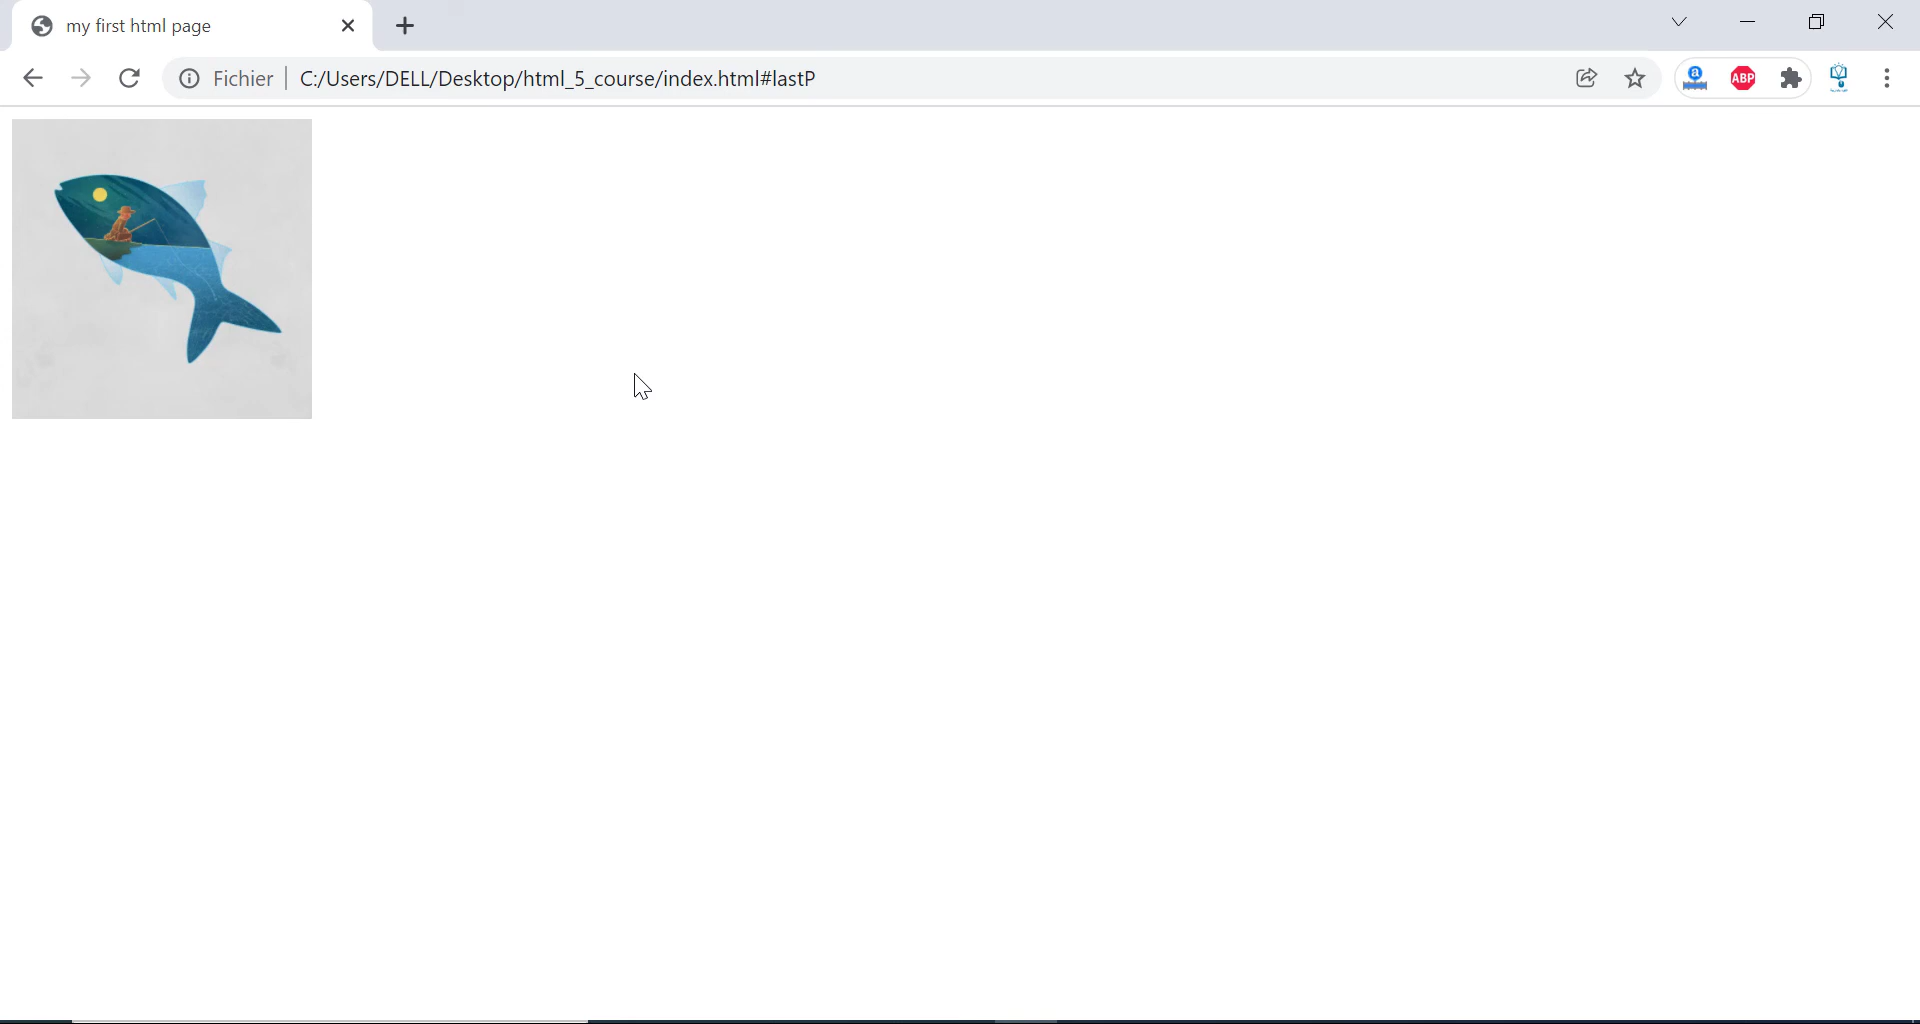 my first html page
Fichier C:/Users/DELL/Desktop/html_5_course/index.html#lastP
a
ABP